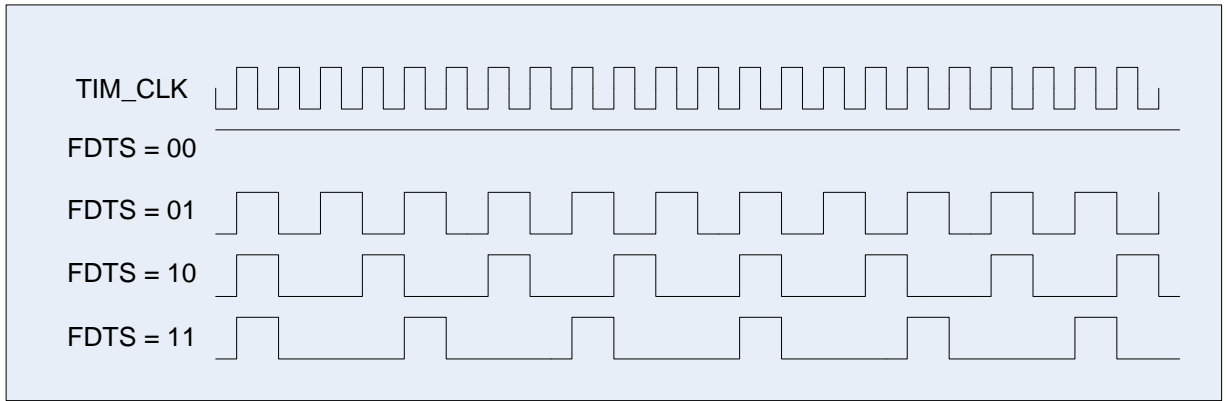 TIM_CLK
FDTS = 00
FDTS = 01
FDTS = 10
FDTS = 11